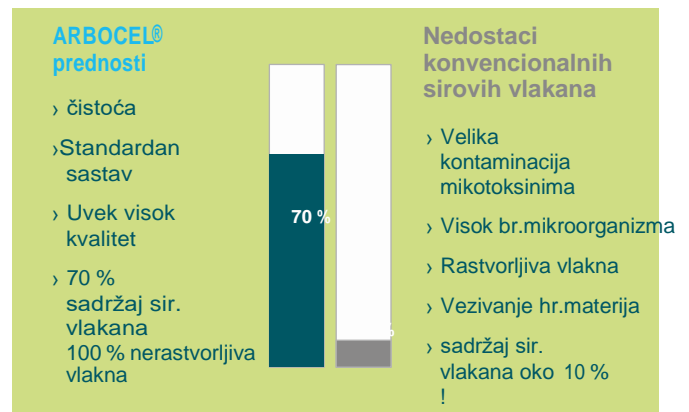 ARBOCEL®
prednosti
› čistoća
›Standardan
sastav
› Uvek visok
kvalitet
› 70 %
sadržaj sir.
vlakana
100 % nerastvorljiva
vlakna
70 %
%
Nedostaci
konvencionalnih
sirovih vlakana
› Velika
kontaminacija
mikotoksinima
› Visok br.mikroorganizma
› Rastvorljiva vlakna
› Vezivanje hr.materija
› sadržaj sir.
vlakana oko 10 %
!